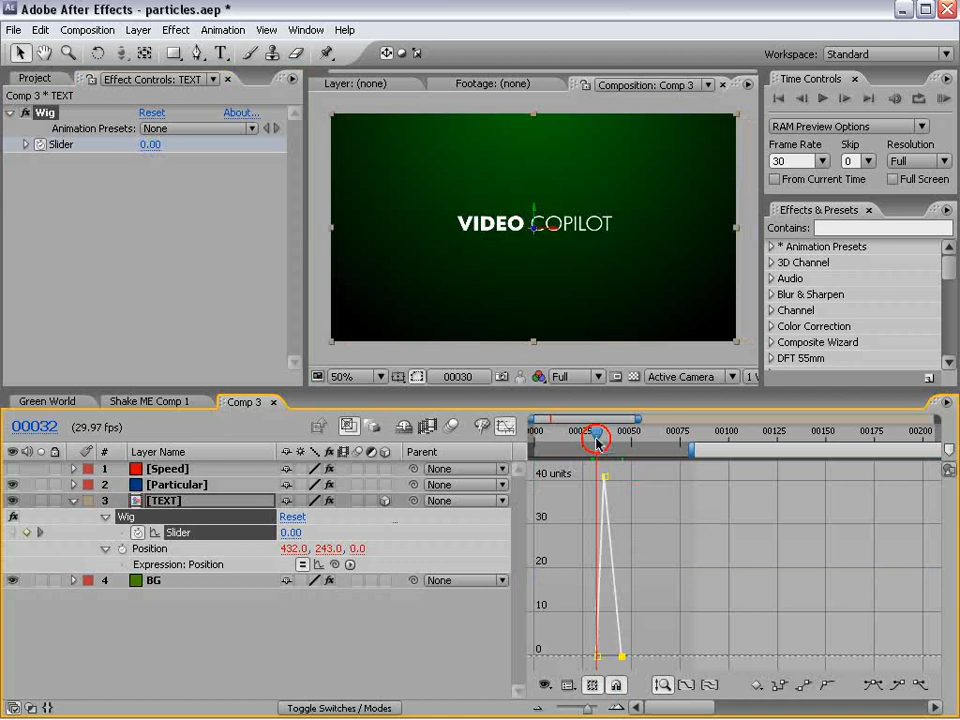 Adobe After Effects - particles.aep *
File Edit Composition Layer Effect Animation View Window Help
Workspace: Standard
Project Effect Controls: TEXT
Comp 3 * TEXT
fx Wig Reset About...
Animation Presets: None
Slider 0.00
Layer: (none) Footage: (none) Composition: Comp 3
VIDEO COPILOT
50% 00030 Full Active Camera 1
Time Controls
RAM Preview Options
Frame Rate Skip Resolution
30 0 Full
From Current Time Full Screen
Effects & Presets
Contains:
* Animation Presets
3D Channel
Audio
Blur & Sharpen
Channel
Color Correction
Composite Wizard
DFT 55mm
Green World Shake ME Comp 1 Comp 3
00032 (29.97 fps)
# Layer Name Parent
1 [Speed] None
2 [Particular] None
3 [TEXT] None
Wig Reset
Slider 0.00
Position 432.0, 243.0, 0.0
Expression: Position
4 BG None
Toggle Switches / Modes
00050 00075 00100 00125 00150 00175 00200
40 units
30
20
10
0